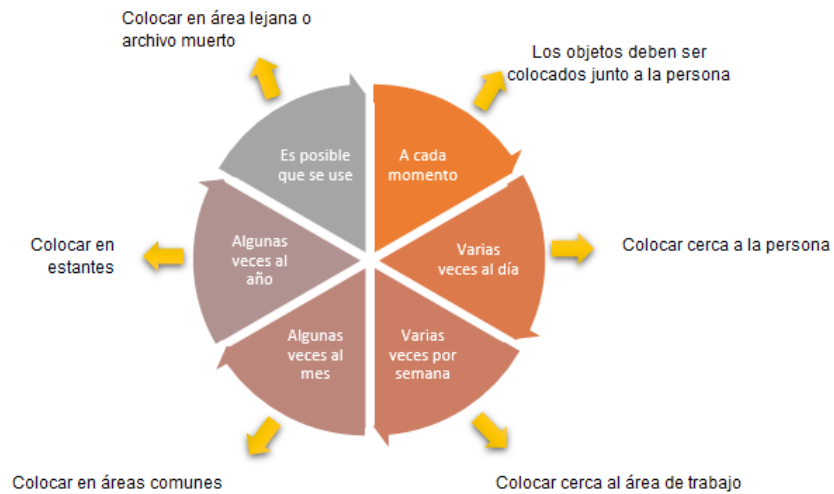 Colocar en área lejana o
archivo muerto
Los objetos deben ser
colocados junto a la persona
Es posible
que se use
A cada
momento
Colocar en
estantes
Algunas
veces al
año
Varias
veces al día
Colocar cerca a la persona
Algunas
veces al
mes
Varias
veces por
semana
Colocar en áreas comunes
Colocar cerca al área de trabajo